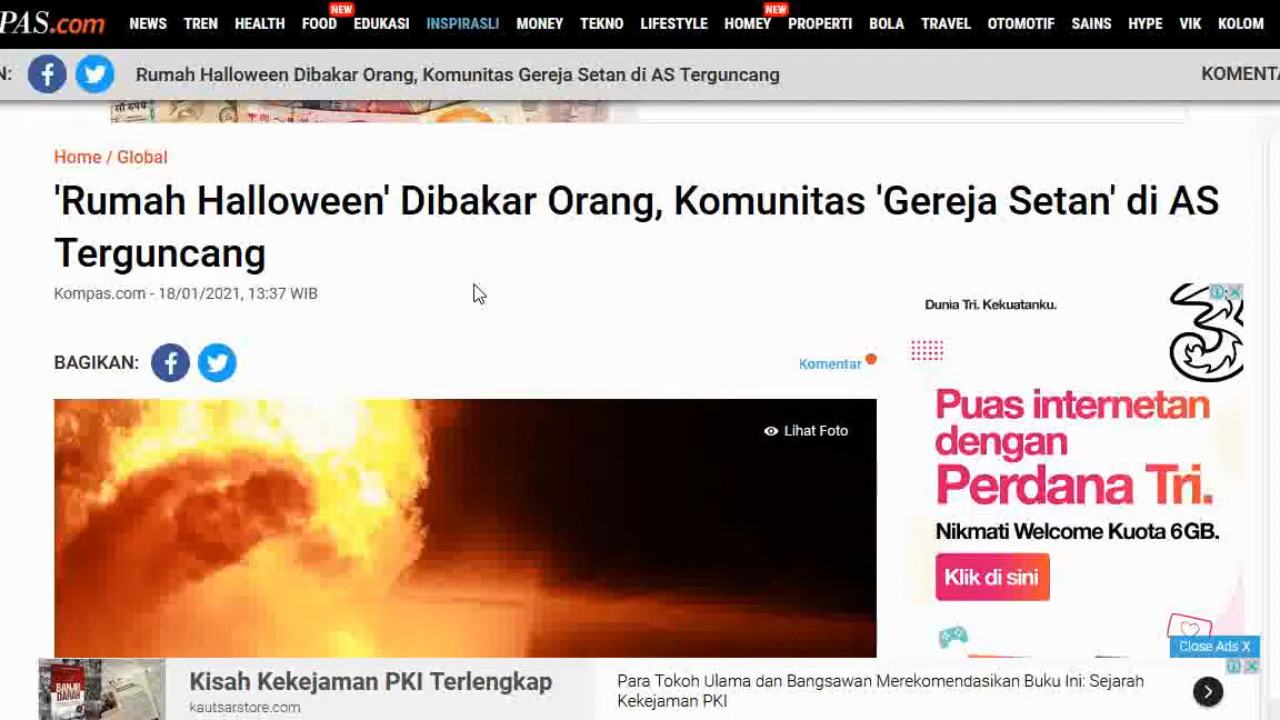 PAS.com NEWS TREN HEALTH FOOD NEW EDUKASI INSPIRASI MONEY TEKNO LIFESTYLE HOMEY NEW PROPERTI BOLA TRAVEL OTOMOTIF SAINS HYPE VIK KOLOM
N: Rumah Halloween Dibakar Orang, Komunitas Gereja Setan di AS Terguncang KOMENTA
Home / Global
'Rumah Halloween' Dibakar Orang, Komunitas 'Gereja Setan' di AS
Terguncang
Kompas.com - 18/01/2021, 13:37 WIB
BAGIKAN:
Komentar
Lihat Foto
Dunia Tri. Kekuatanku.
Puas internetan
dengan
Perdana Tri.
Nikmati Welcome Kuota 6GB.
Klik di sini
Close Ads X
Kisah Kekejaman PKI Terlengkap
kautsarstore.com
Para Tokoh Ulama dan Bangsawan Merekomendasikan Buku Ini: Sejarah
Kekejaman PKI